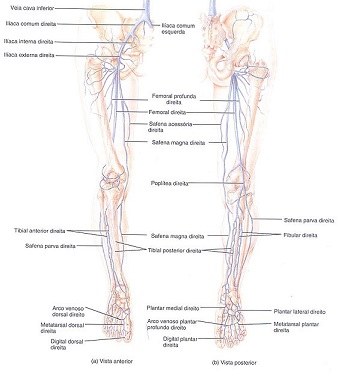 Veia cava inferior
Ilíaca comum direita
Ilíaca comum
esquerda
Ilíaca interna direita
Ilíaca externa direita
Femoral profunda
direita
Femoral direita
Safena acessória
direita
Safena magna direita
Poplítea direita
Safena parva direita
Tibial anterior direita
Safena magna direita
Fibular direita
Safena parva direita
Tibial posterior direita
Arco venoso
dorsal direito
Plantar medial direito
Plantar lateral direito
Metatarsal dorsal
direito
Arco venoso plantar
profundo direito
Metatarsal plantar
direita
Digital dorsal
direita
Digital plantar
direita
(a) Vista anterior
(b) Vista posterior